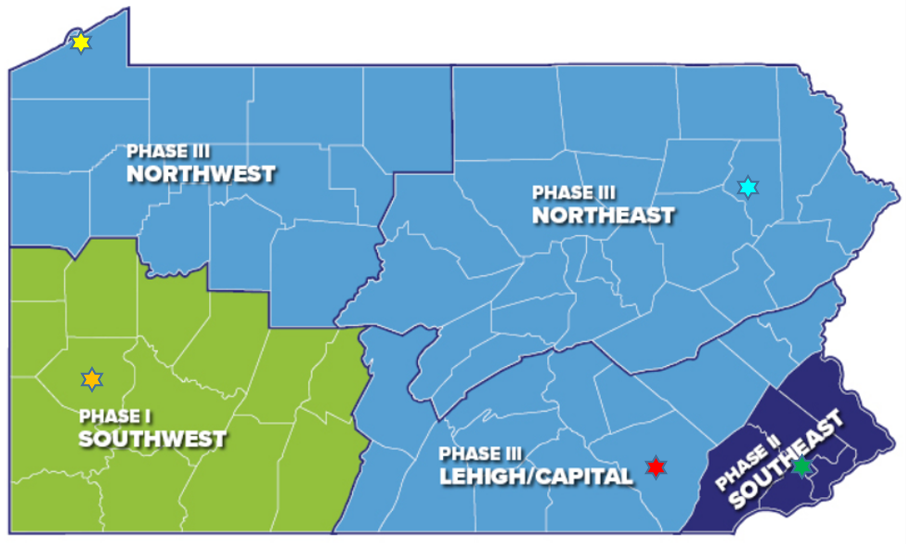 PHASE III
NORTHWEST
PHASE III
NORTHEAST
PHASE I
SOUTHWEST
PHASE III
LEHIGH/CAPITAL
PHASE II
SOUTHEAST